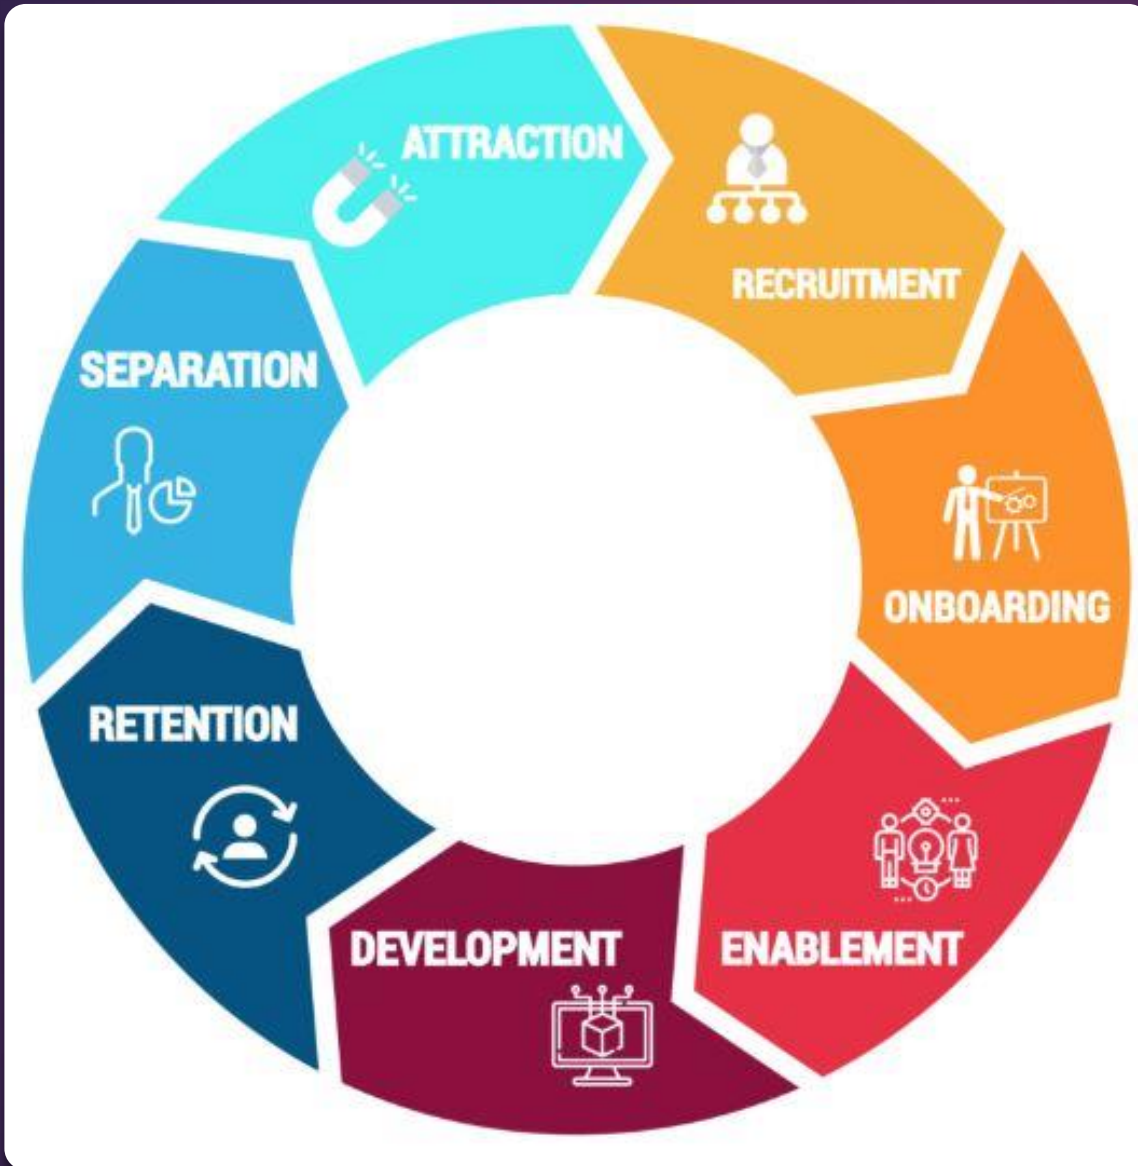 ATTRACTION
RECRUITMENT
ONBOARDING
ENABLEMENT
DEVELOPMENT
RETENTION
SEPARATION